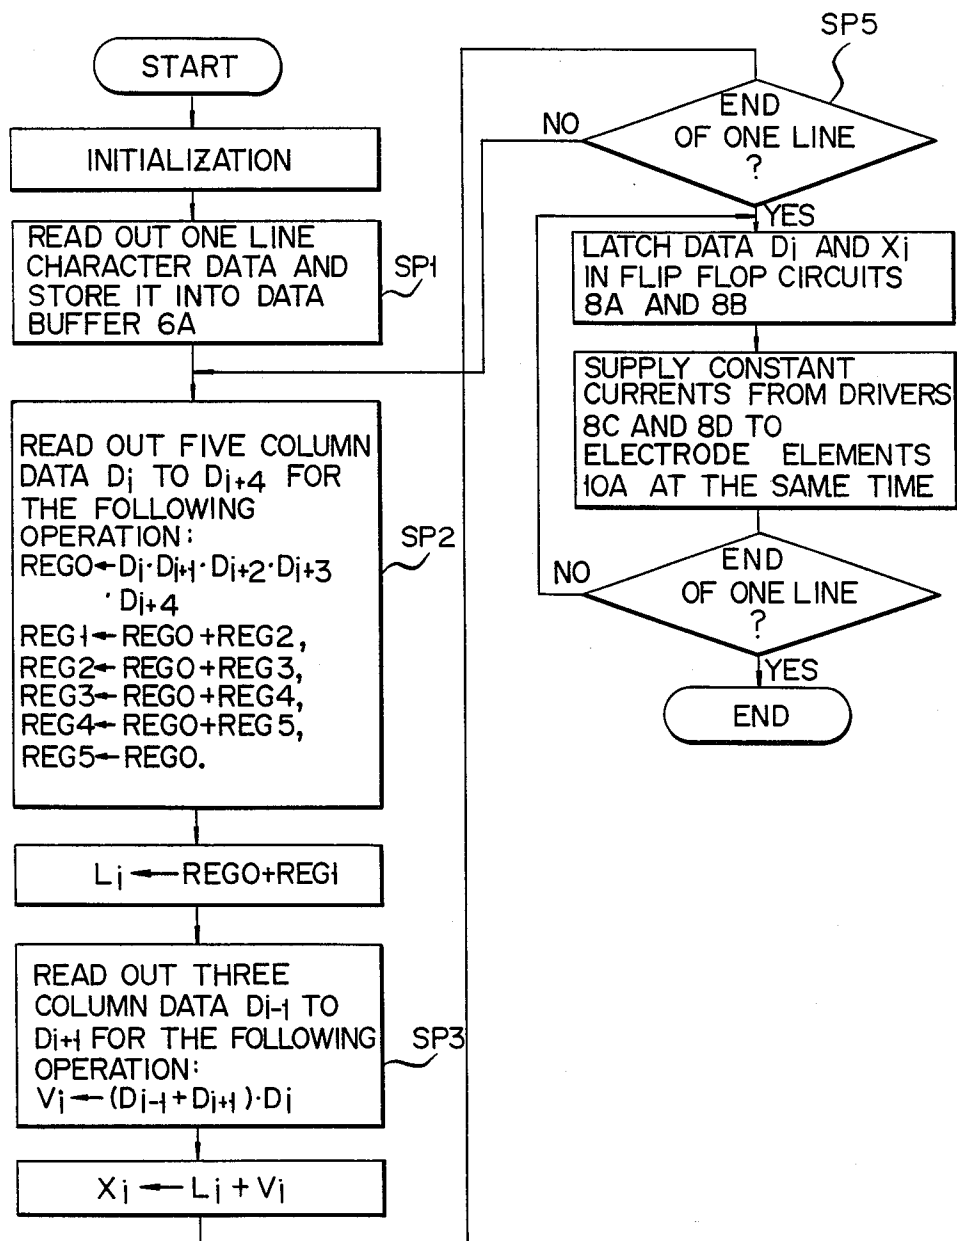 START
INITIALIZATION
READ OUT ONE LINE
CHARACTER DATA AND
STORE IT INTO DATA
BUFFER 6A
SP1
READ OUT FIVE COLUMN
DATA Di TO Di+4 FOR
THE FOLLOWING
OPERATION:
REG0←Di·Di+1·Di+2·Di+3
·Di+4
REG1←REG0+REG2,
REG2←REG0+REG3,
REG3←REG0+REG4,
REG4←REG0+REG5,
REG5←REG0.
SP2
Li←REG0+REG1
READ OUT THREE
COLUMN DATA Di-1 TO
Di+1 FOR THE FOLLOWING
OPERATION:
Vi←(Di-1+Di+1)·Di
SP3
Xi←Li+Vi
SP5
END
OF ONE LINE
?
NO
YES
LATCH DATA Di AND Xi
IN FLIP FLOP CIRCUITS
8A AND 8B
SUPPLY CONSTANT
CURRENTS FROM DRIVERS
8C AND 8D TO
ELECTRODE ELEMENTS
10A AT THE SAME TIME
END
OF ONE LINE
?
NO
YES
END